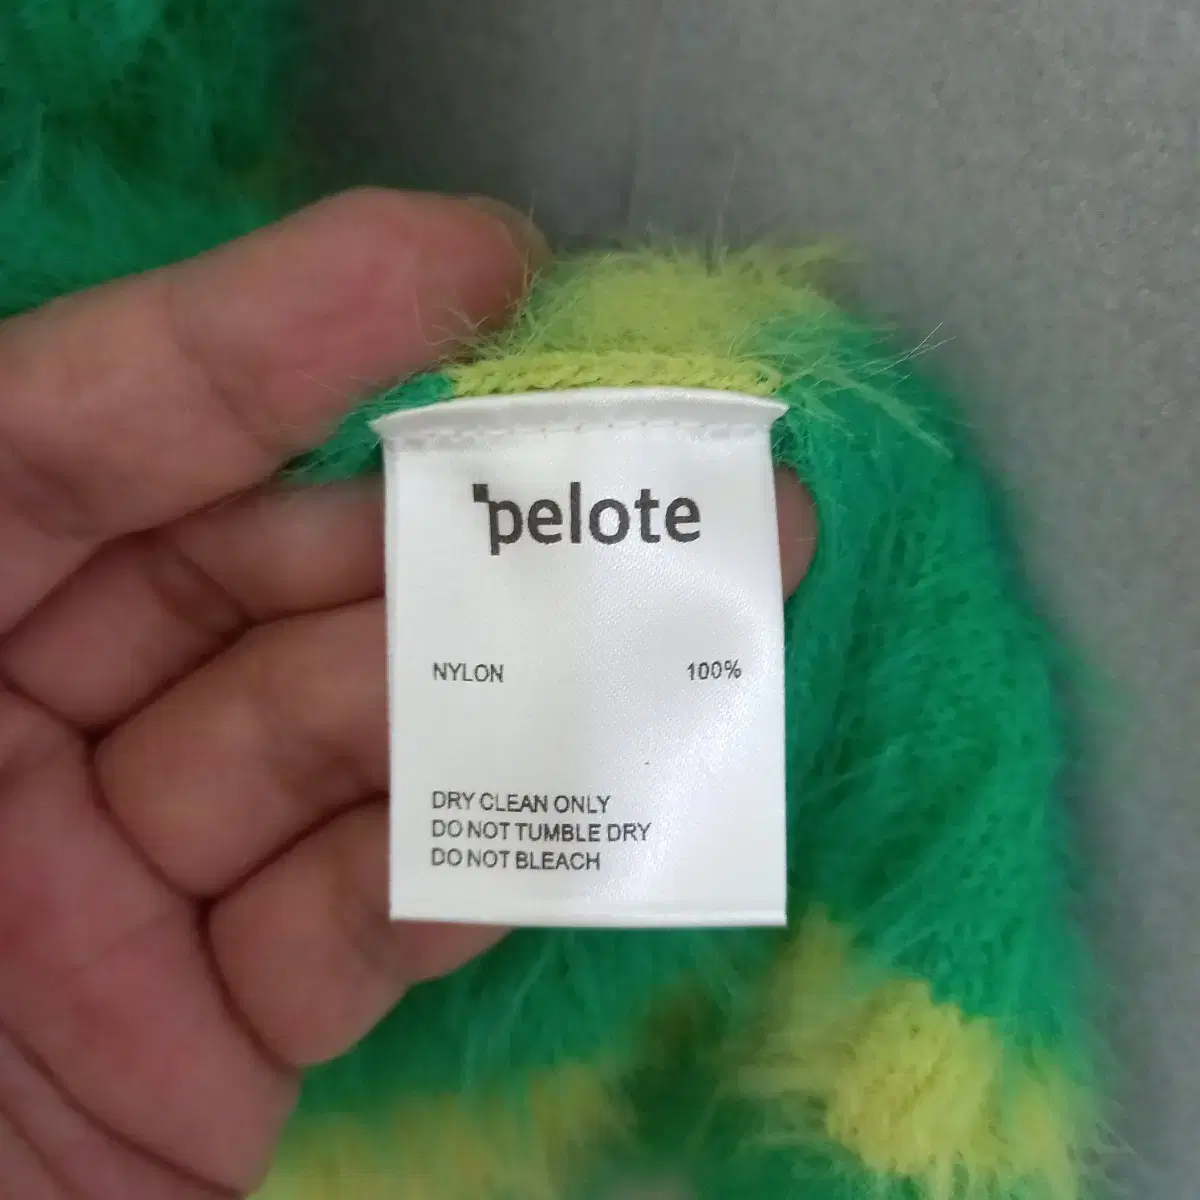 pelote
NYLON 100%
DRY CLEAN ONLY
DO NOT TUMBLE DRY
DO NOT BLEACH